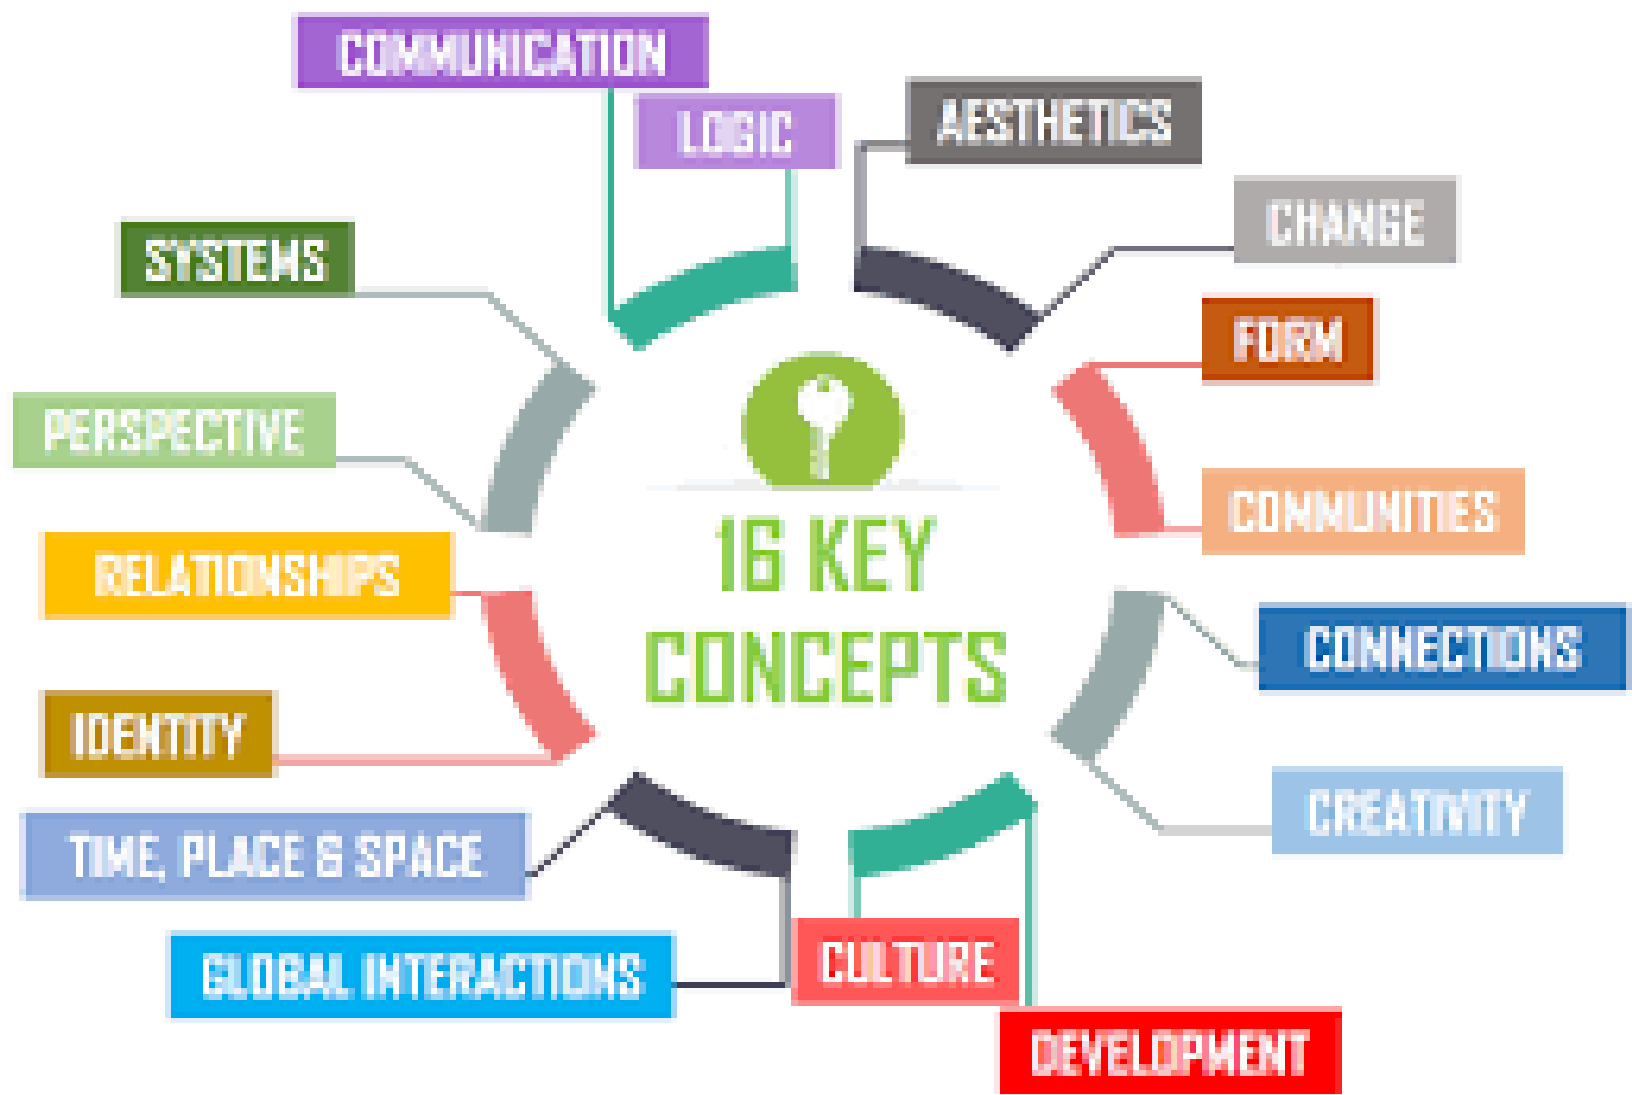 COMMUNICATION
LOGIC
AESTHETICS
CHANGE
SYSTEMS
FORM
PERSPECTIVE
COMMUNITIES
RELATIONSHIPS
CONNECTIONS
IDENTITY
CREATIVITY
TIME, PLACE & SPACE
GLOBAL INTERACTIONS
CULTURE
DEVELOPMENT
16 KEY
CONCEPTS